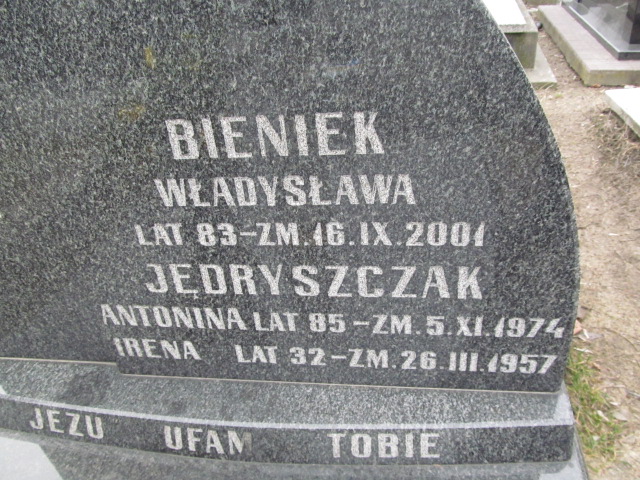 BIENIEK
WŁADYSŁAWA
LAT 83-ZM.16.IX.2001
JĘDRYSZCZAK
ANTONINA LAT 85-ZM.5.XI.1974
IRENA LAT 32-ZM.26.III.1957
JEZU UFAM TOBIE